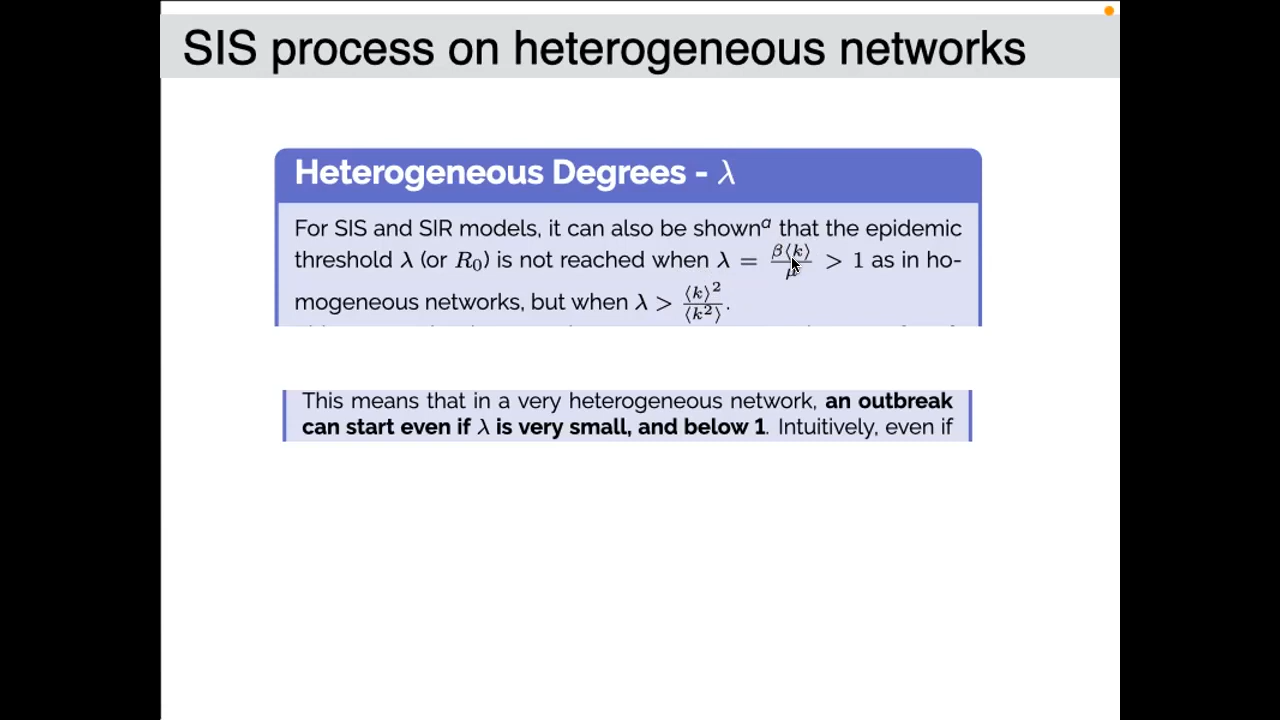 SIS process on heterogeneous networks
Heterogeneous Degrees - λ
For SIS and SIR models, it can also be shownᵃ that the epidemic
threshold λ (or R₀) is not reached when λ = β⟨k⟩/μ > 1 as in ho-
mogeneous networks, but when λ > ⟨k⟩²/⟨k²⟩.
This means that in a very heterogeneous network, an outbreak
can start even if λ is very small, and below 1. Intuitively, even if